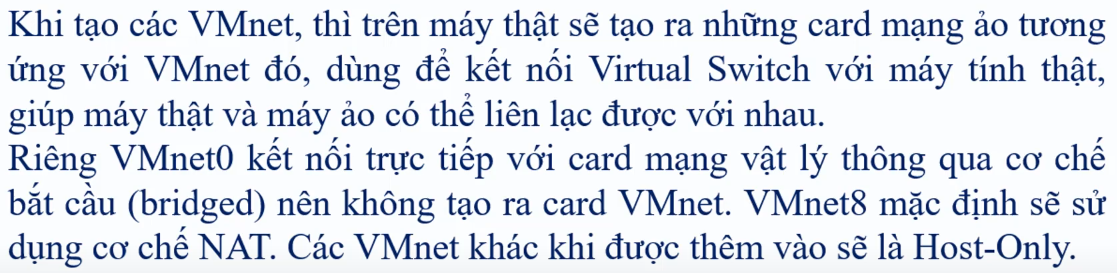 Khi tạo các VMnet, thì trên máy thật sẽ tạo ra những card mạng ảo tương
ứng với VMnet đó, dùng để kết nối Virtual Switch với máy tính thật,
giúp máy thật và máy ảo có thể liên lạc được với nhau.
Riêng VMnet0 kết nối trực tiếp với card mạng vật lý thông qua cơ chế
bắt cầu (bridged) nên không tạo ra card VMnet. VMnet8 mặc định sẽ sử
dụng cơ chế NAT. Các VMnet khác khi được thêm vào sẽ là Host-Only.